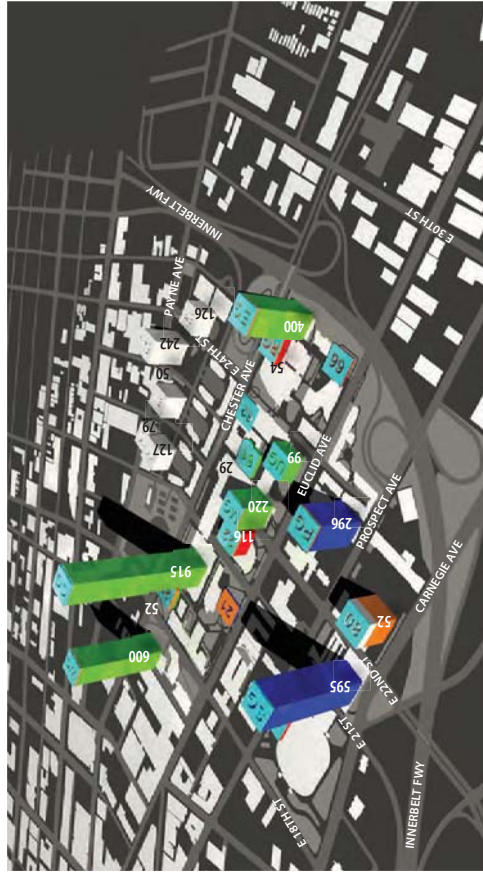 INNERBELT FWY
PAYNE AVE
E 30TH ST
126
E 24TH ST
242
50
79
127
400
54
CHESTER AVE
66
29
99
EUCLID AVE
220
116
296
PROSPECT AVE
915
52
21
CARNEGIE AVE
600
52
E 22ND ST
595
E 21ST
E 18TH ST
INNERBELT FWY